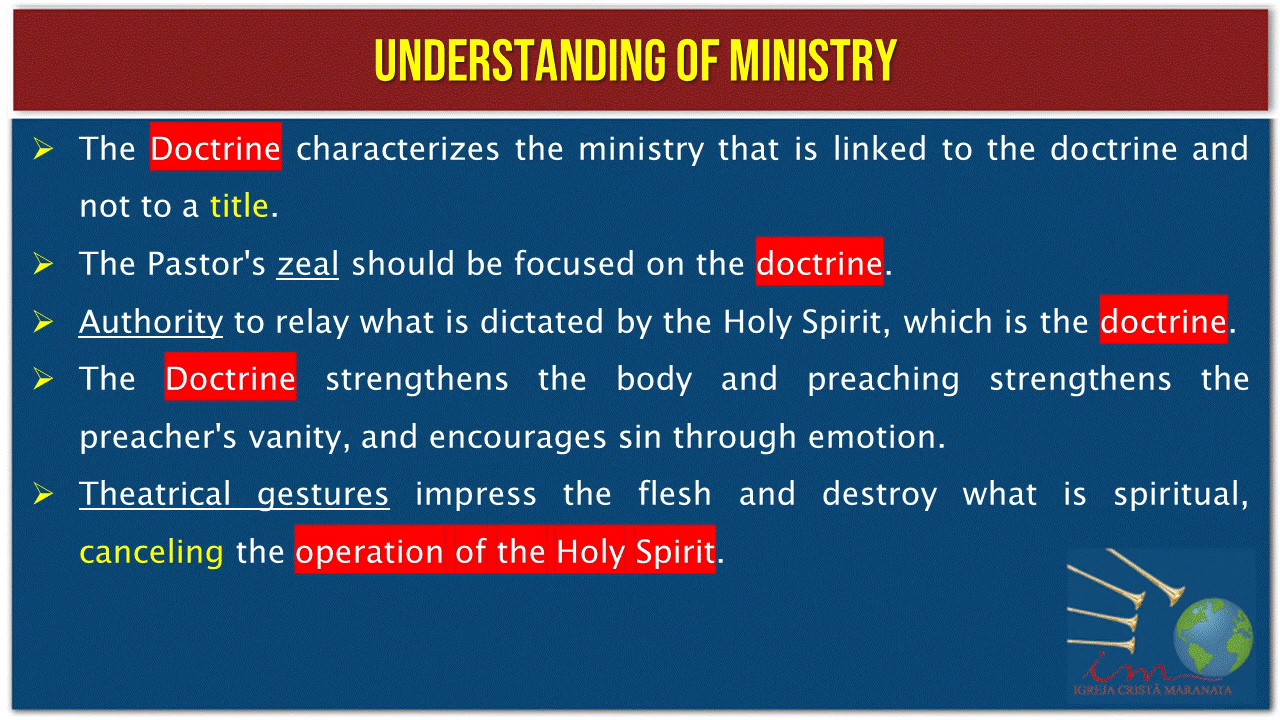 UNDERSTANDING OF MINISTRY
The Doctrine characterizes the ministry that is linked to the doctrine and
not to a title.
The Pastor's zeal should be focused on the doctrine.
Authority to relay what is dictated by the Holy Spirit, which is the doctrine.
The Doctrine strengthens the body and preaching strengthens the
preacher's vanity, and encourages sin through emotion.
Theatrical gestures impress the flesh and destroy what is spiritual,
canceling the operation of the Holy Spirit.
im
IGREJA CRISTÃ MARANATA